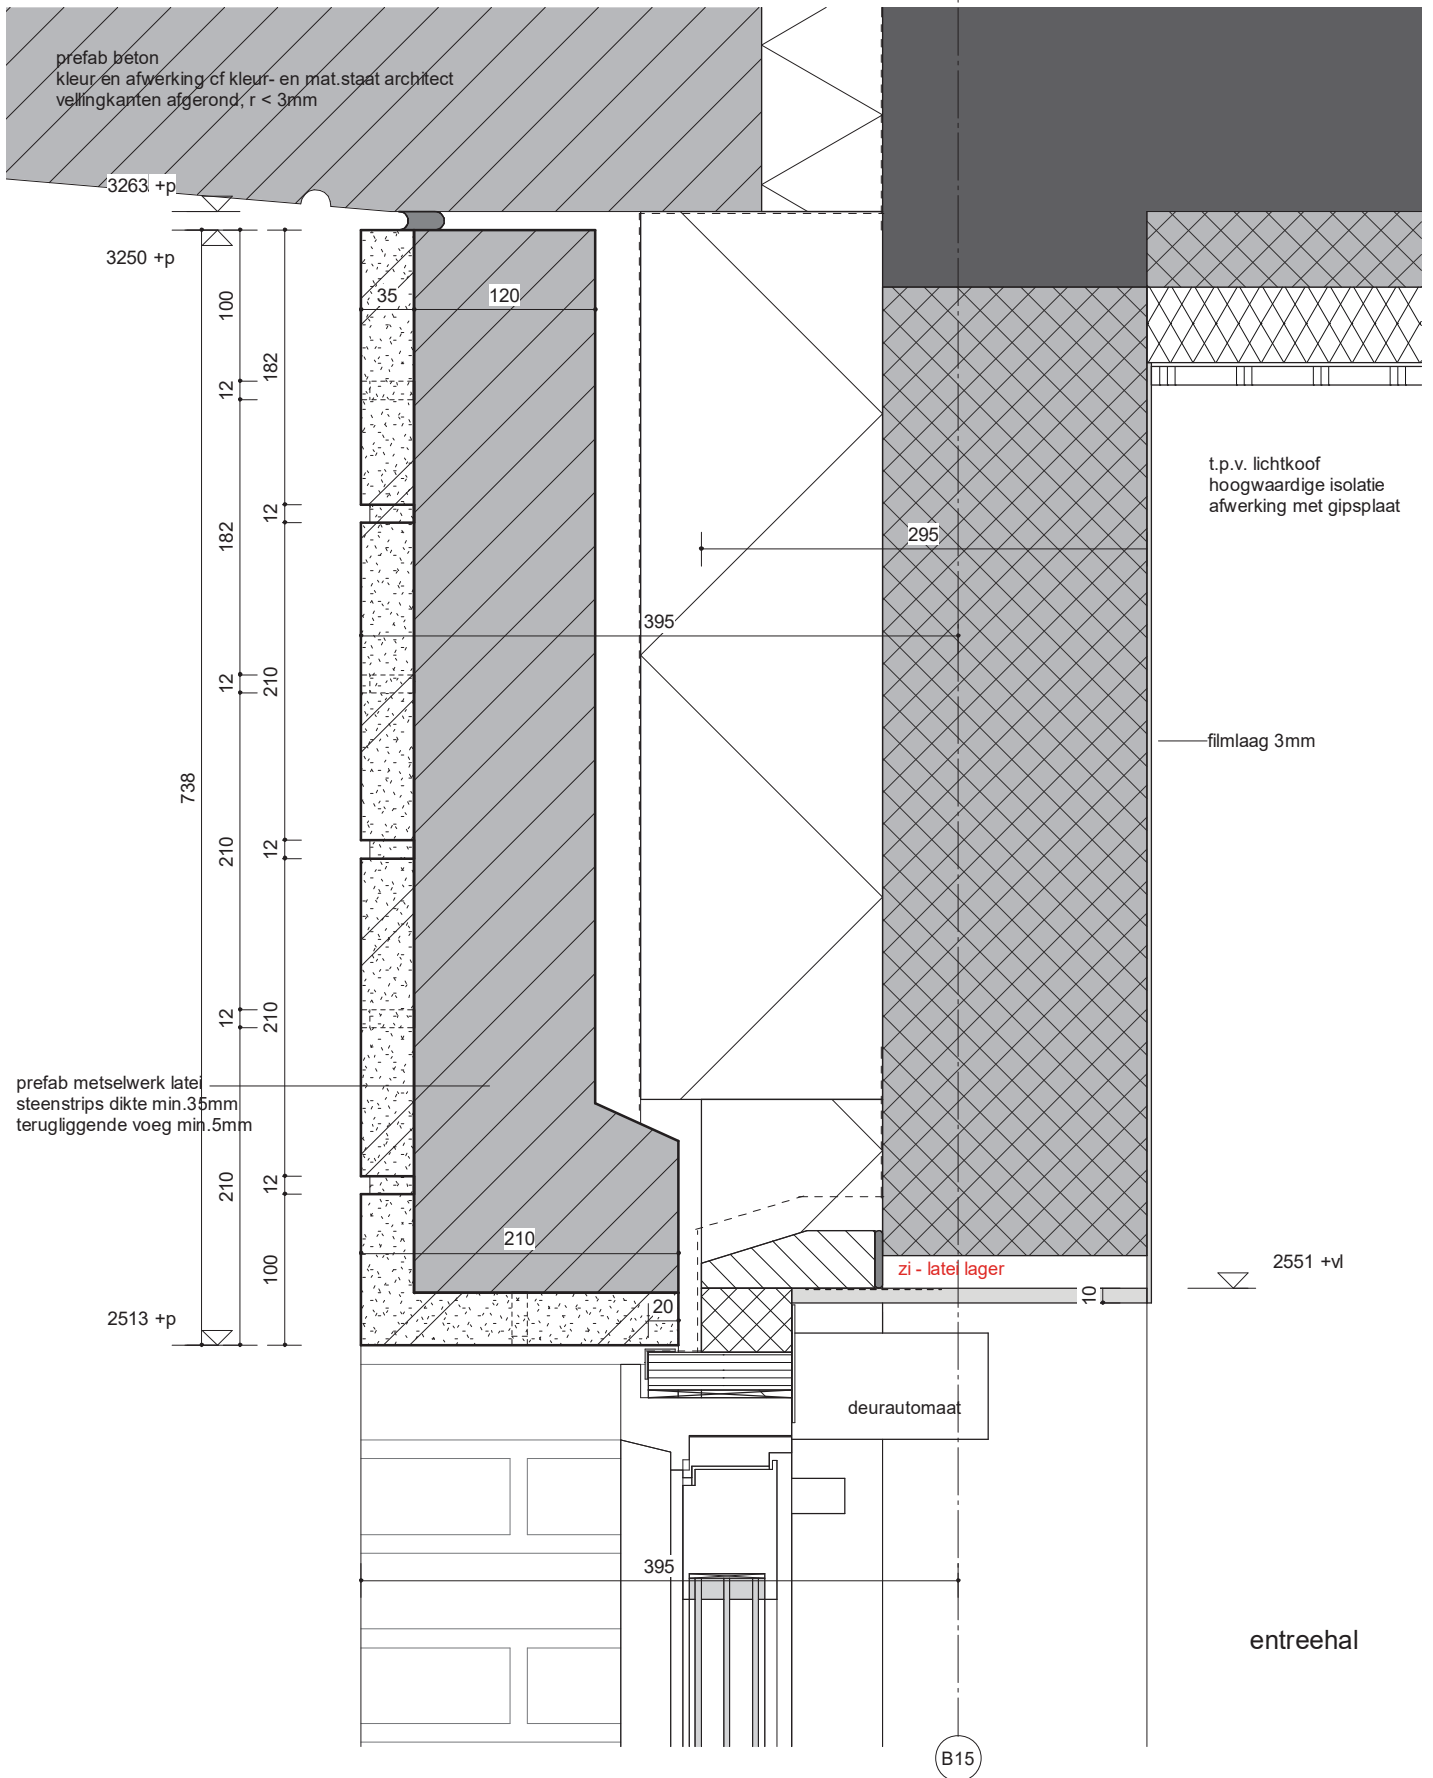 prefab beton
kleur en afwerking cf kleur- en mat.staat architect
vellingkanten afgerond, r < 3mm
3263 +p
3250 +p
35
120
100
182
12
t.p.v. lichtkoof
hoogwaardige isolatie
afwerking met gipsplaat
12
182
295
395
12
210
filmlaag 3mm
738
210
12
12
210
prefab metselwerk latei
steenstrips dikte min.35mm
terugliggende voeg min.5mm
210
12
210
100
zi - latei lager
2551 +vl
10
20
2513 +p
deurautomaat
395
entreehal
B15